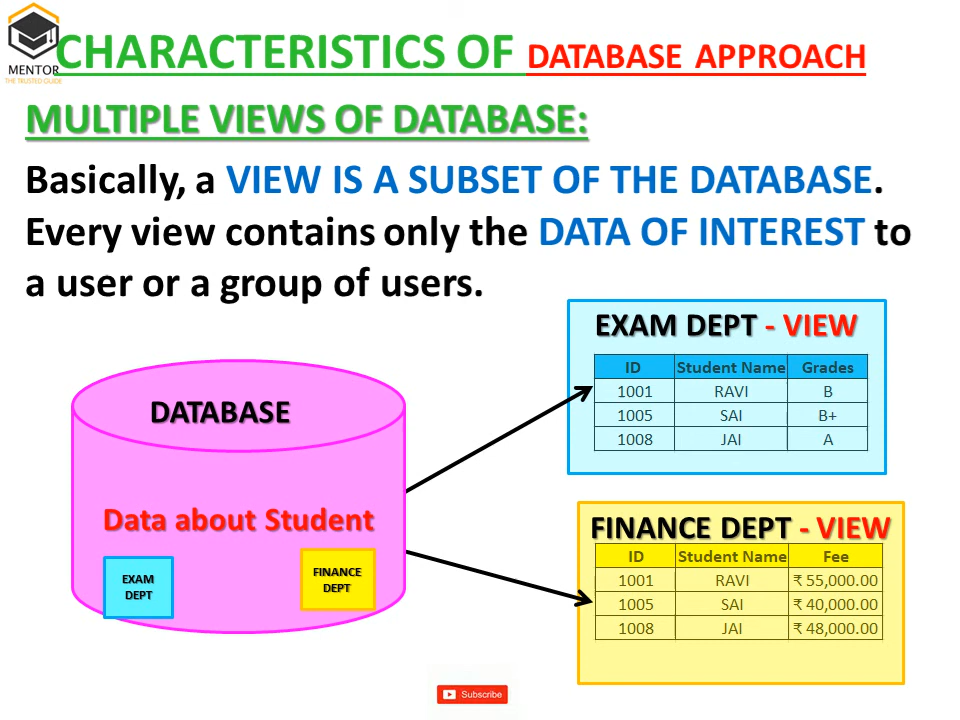 CHARACTERISTICS OF DATABASE APPROACH
MENTOR
THE TRUSTED GUIDE
MULTIPLE VIEWS OF DATABASE:
Basically, a VIEW IS A SUBSET OF THE DATABASE.
Every view contains only the DATA OF INTEREST to
a user or a group of users.
DATABASE
Data about Student
EXAM
DEPT
FINANCE
DEPT
EXAM DEPT - VIEW
ID Student Name Grades
1001 RAVI B
1005 SAI B+
1008 JAI A
FINANCE DEPT - VIEW
ID Student Name Fee
1001 RAVI ₹ 55,000.00
1005 SAI ₹ 40,000.00
1008 JAI ₹ 48,000.00
Subscribe